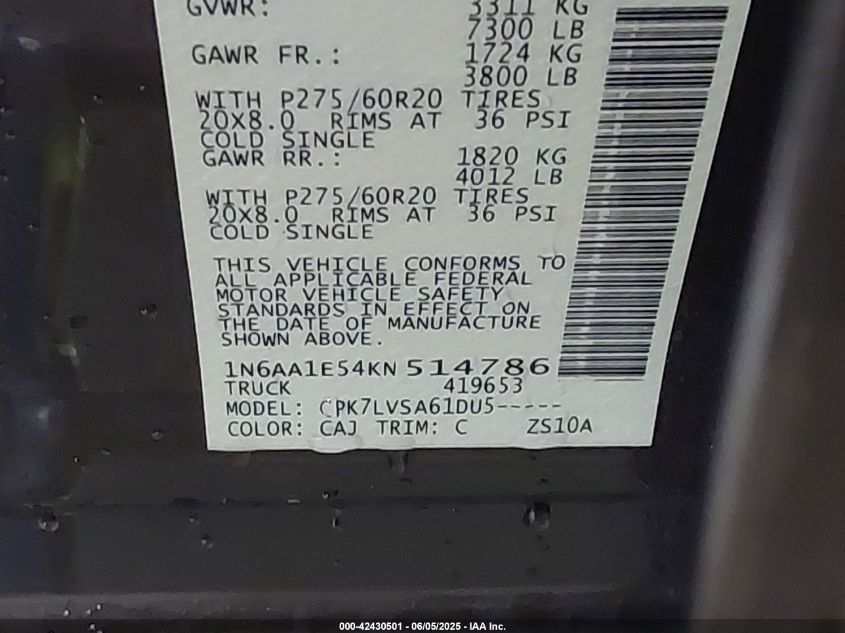 GVWR: 3311 KG
7300 LB
GAWR FR.: 1724 KG
3800 LB
WITH P275/60R20 TIRES
20X8.0 RIMS AT 36 PSI
COLD SINGLE
GAWR RR.: 1820 KG
4012 LB
WITH P275/60R20 TIRES
20X8.0 RIMS AT 36 PSI
COLD SINGLE
THIS VEHICLE CONFORMS TO
ALL APPLICABLE FEDERAL
MOTOR VEHICLE SAFETY
STANDARDS IN EFFECT ON
THE DATE OF MANUFACTURE
SHOWN ABOVE.
1N6AA1E54KN514786
TRUCK 419653
MODEL: CPK7LVSA61DU5-----
COLOR: CAJ TRIM: C ZS10A
000-42430501 - 06/05/2025 - IAA Inc.